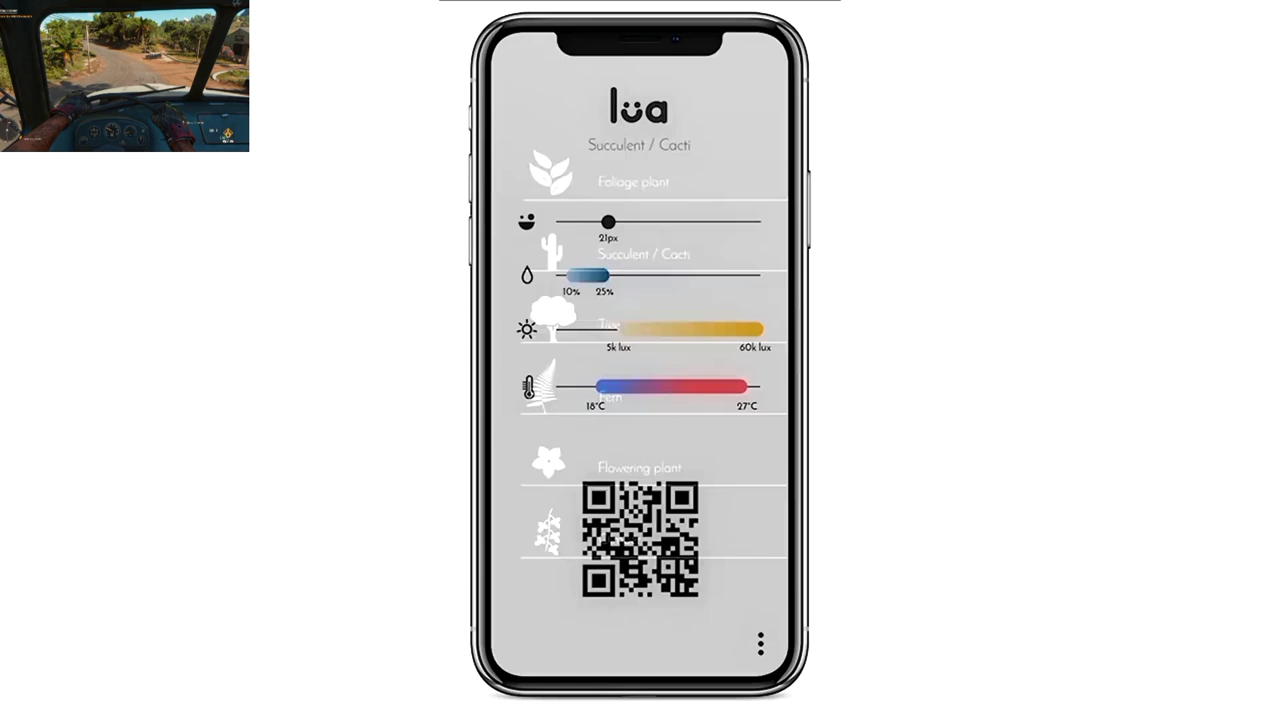 lüa
Succulent / Cacti
Foliage plant
21px
Succulent / Cacti
10% 25%
Tree
5k lux 60k lux
Fern
18°C 27°C
Flowering plant